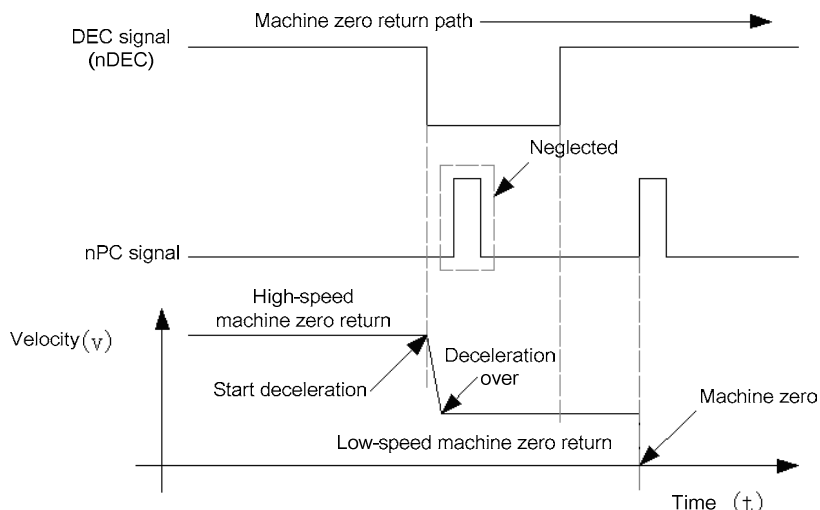 Machine zero return path
DEC signal
(nDEC)
Neglected
nPC signal
High-speed
machine zero return
Velocity(v)
Deceleration
over
Start deceleration
Machine zero
Low-speed machine zero return
Time (t)